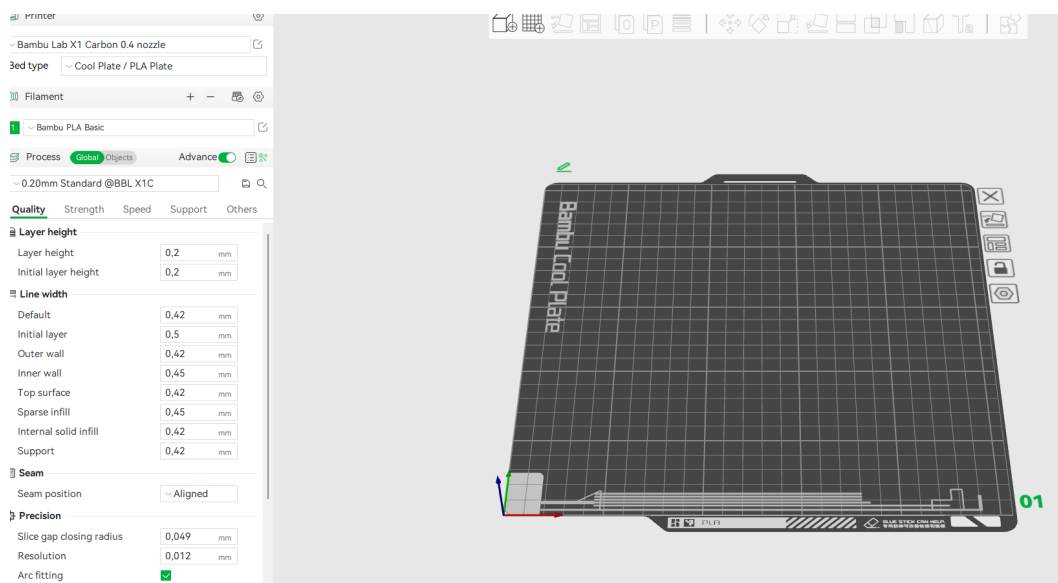 Printer
Bambu Lab X1 Carbon 0.4 nozzle
Bed type
Cool Plate / PLA Plate
Filament
1
Bambu PLA Basic
Process
Global
Objects
Advance
0.20mm Standard @BBL X1C
Quality
Strength
Speed
Support
Others
Layer height
Layer height 0,2 mm
Initial layer height 0,2 mm
Line width
Default 0,42 mm
Initial layer 0,5 mm
Outer wall 0,42 mm
Inner wall 0,45 mm
Top surface 0,42 mm
Sparse infill 0,45 mm
Internal solid infill 0,42 mm
Support 0,42 mm
Seam
Seam position Aligned
Precision
Slice gap closing radius 0,049 mm
Resolution 0,012 mm
Arc fitting
Bambu Cool Plate
01
PLA
GLUE STICK CAN HELP.